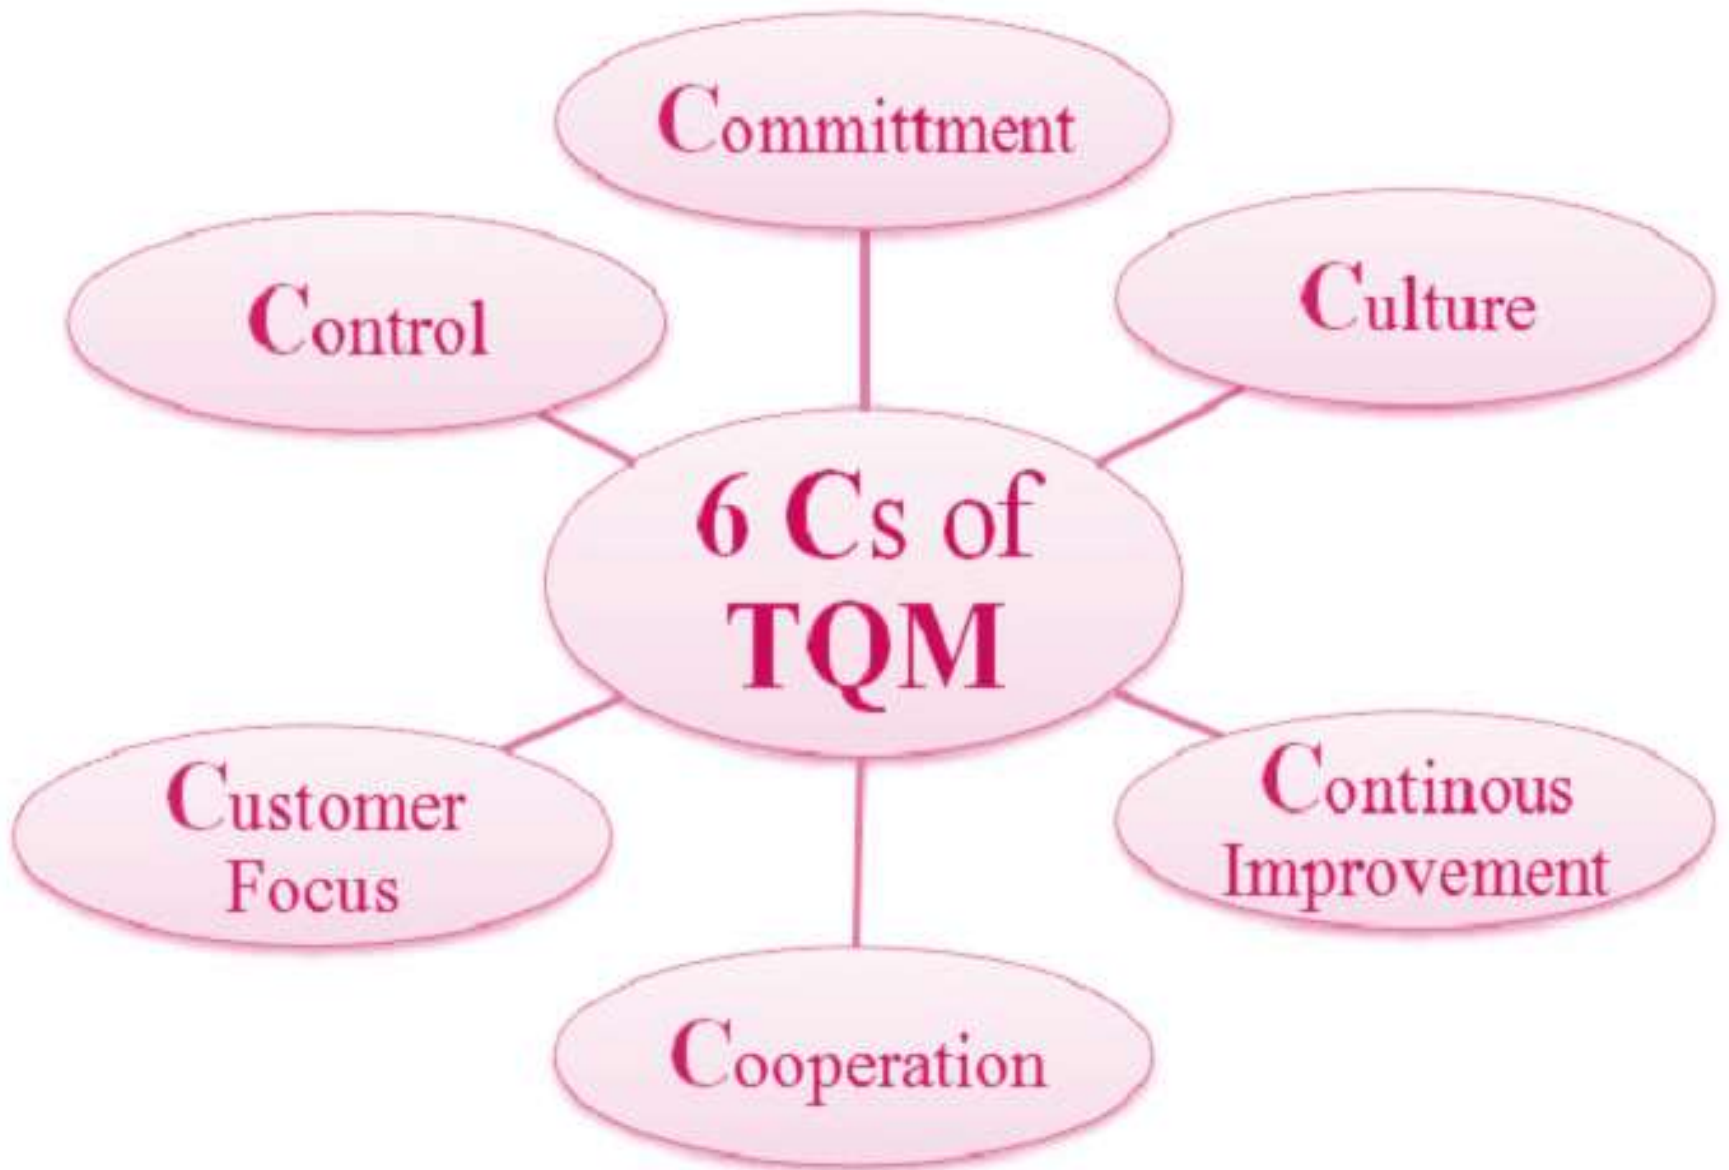 Committment
Control
Culture
6 Cs of
TQM
Customer
Focus
Continous
Improvement
Cooperation